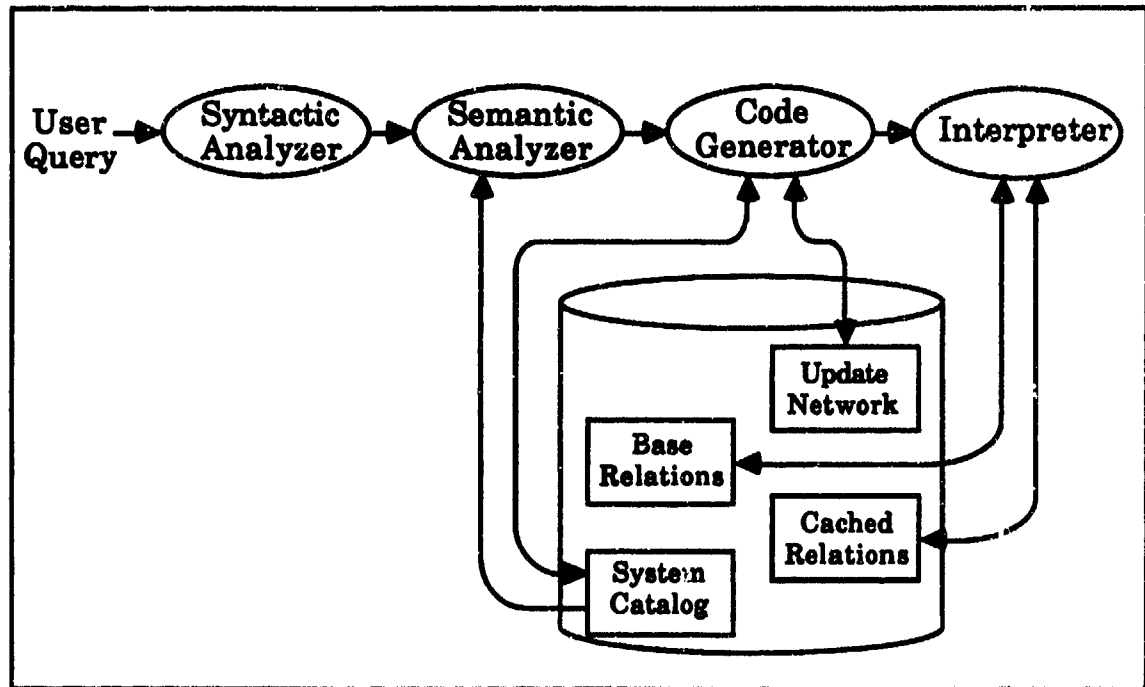 User
Query
Syntactic
Analyzer
Semantic
Analyzer
Code
Generator
Interpreter
Update
Network
Base
Relations
Cached
Relations
System
Catalog